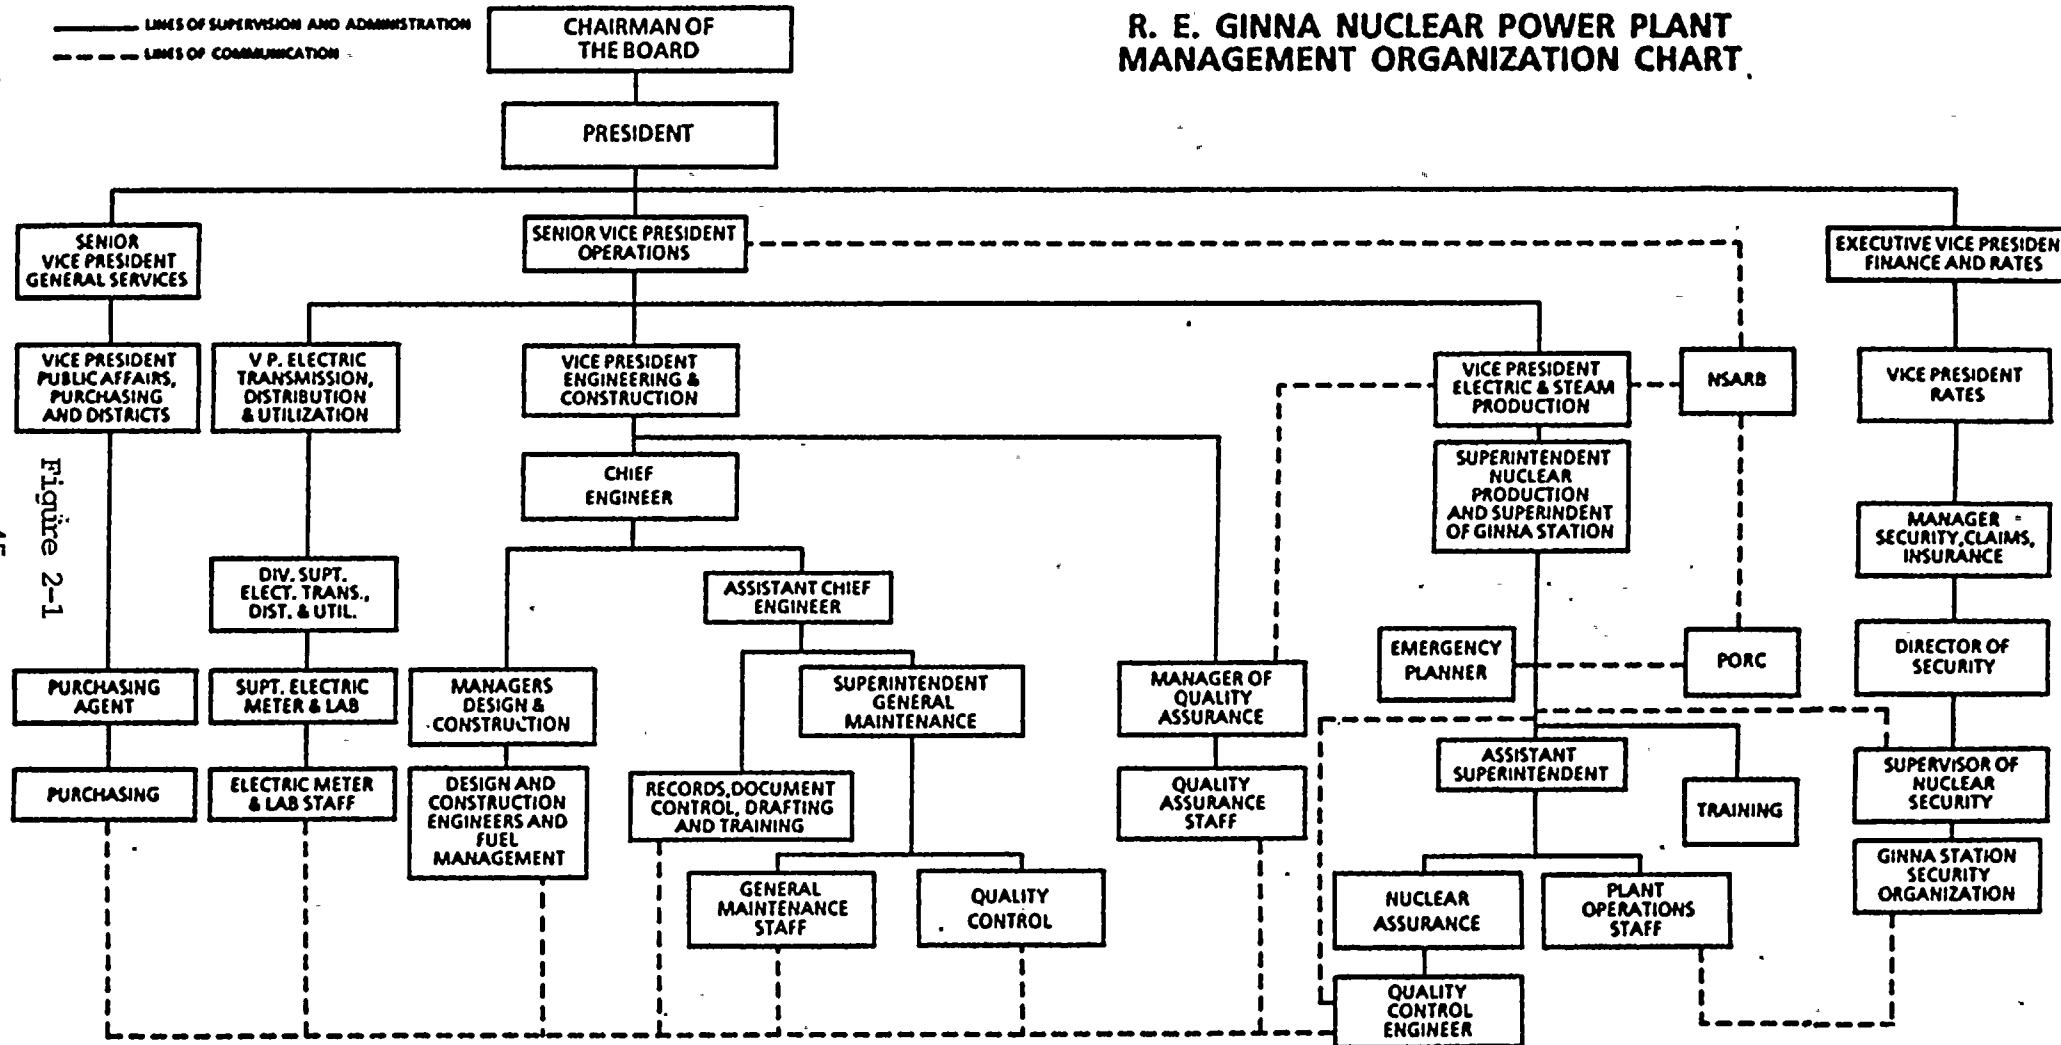 LINES OF SUPERVISION AND ADMINISTRATION
LINES OF COMMUNICATION
R. E. GINNA NUCLEAR POWER PLANT
MANAGEMENT ORGANIZATION CHART
CHAIRMAN OF
THE BOARD
PRESIDENT
SENIOR
VICE PRESIDENT
GENERAL SERVICES
SENIOR VICE PRESIDENT
OPERATIONS
EXECUTIVE VICE PRESIDEN
FINANCE AND RATES
VICE PRESIDENT
PUBLIC AFFAIRS,
PURCHASING
AND DISTRICTS
V P. ELECTRIC
TRANSMISSION,
DISTRIBUTION
& UTILIZATION
VICE PRESIDENT
ENGINEERING &
CONSTRUCTION
VICE PRESIDENT
ELECTRIC & STEAM
PRODUCTION
NSARB
VICE PRESIDENT
RATES
CHIEF
ENGINEER
SUPERINTENDENT
NUCLEAR
PRODUCTION
AND SUPERINDENT
OF GINNA STATION
MANAGER
SECURITY, CLAIMS,
INSURANCE
Figure 2-1
DIV. SUPT.
ELECT. TRANS.,
DIST. & UTIL.
ASSISTANT CHIEF
ENGINEER
EMERGENCY
PLANNER
PORC
DIRECTOR OF
SECURITY
PURCHASING
AGENT
SUPT. ELECTRIC
METER & LAB
MANAGERS
DESIGN &
CONSTRUCTION
SUPERINTENDENT
GENERAL
MAINTENANCE
MANAGER OF
QUALITY
ASSURANCE
ASSISTANT
SUPERINTENDENT
SUPERVISOR OF
NUCLEAR
SECURITY
PURCHASING
ELECTRIC METER
& LAB STAFF
DESIGN AND
CONSTRUCTION
ENGINEERS AND
FUEL
MANAGEMENT
RECORDS, DOCUMENT
CONTROL, DRAFTING
AND TRAINING
QUALITY
ASSURANCE
STAFF
TRAINING
GENERAL
MAINTENANCE
STAFF
QUALITY
CONTROL
NUCLEAR
ASSURANCE
PLANT
OPERATIONS
STAFF
GINNA STATION
SECURITY
ORGANIZATION
QUALITY
CONTROL
ENGINEER